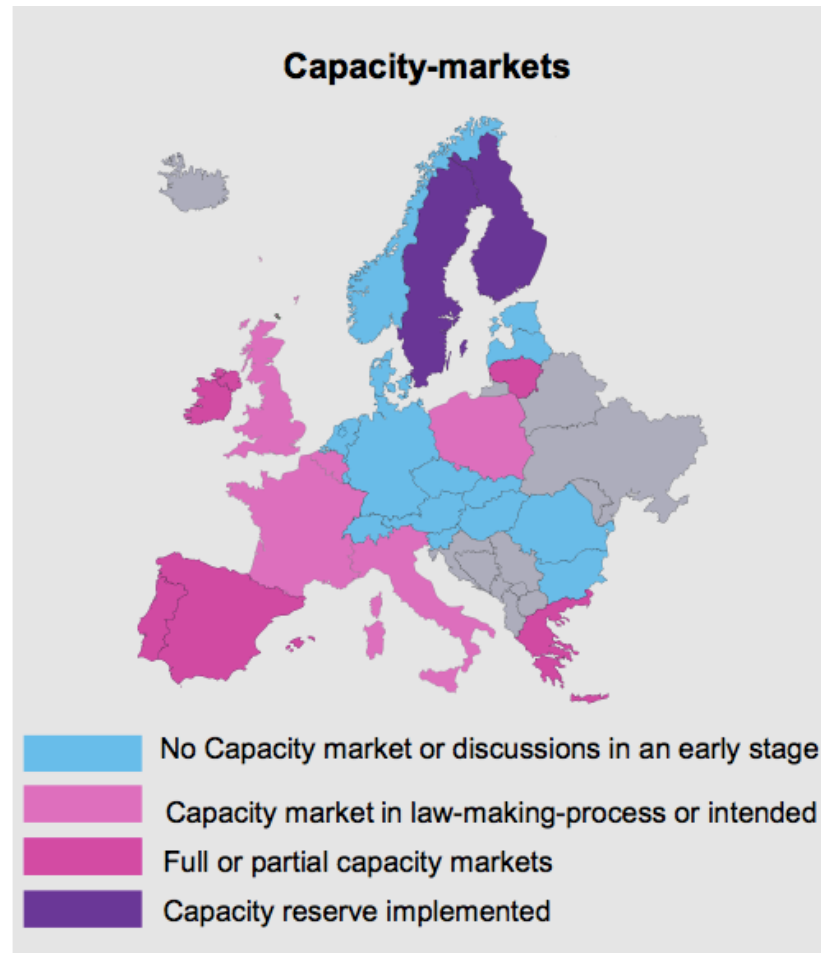 Capacity-markets
No Capacity market or discussions in an early stage
Capacity market in law-making-process or intended
Full or partial capacity markets
Capacity reserve implemented